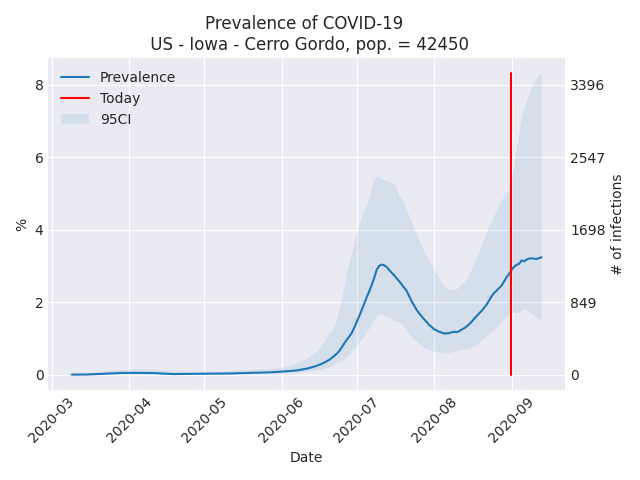 Prevalence of COVID-19
US - Iowa - Cerro Gordo, pop. = 42450
Prevalence
Today
95CI
8
6
4
2
0
%
3396
2547
1698
849
0
# of infections
2020-03
2020-04
2020-05
2020-06
2020-07
2020-08
2020-09
Date